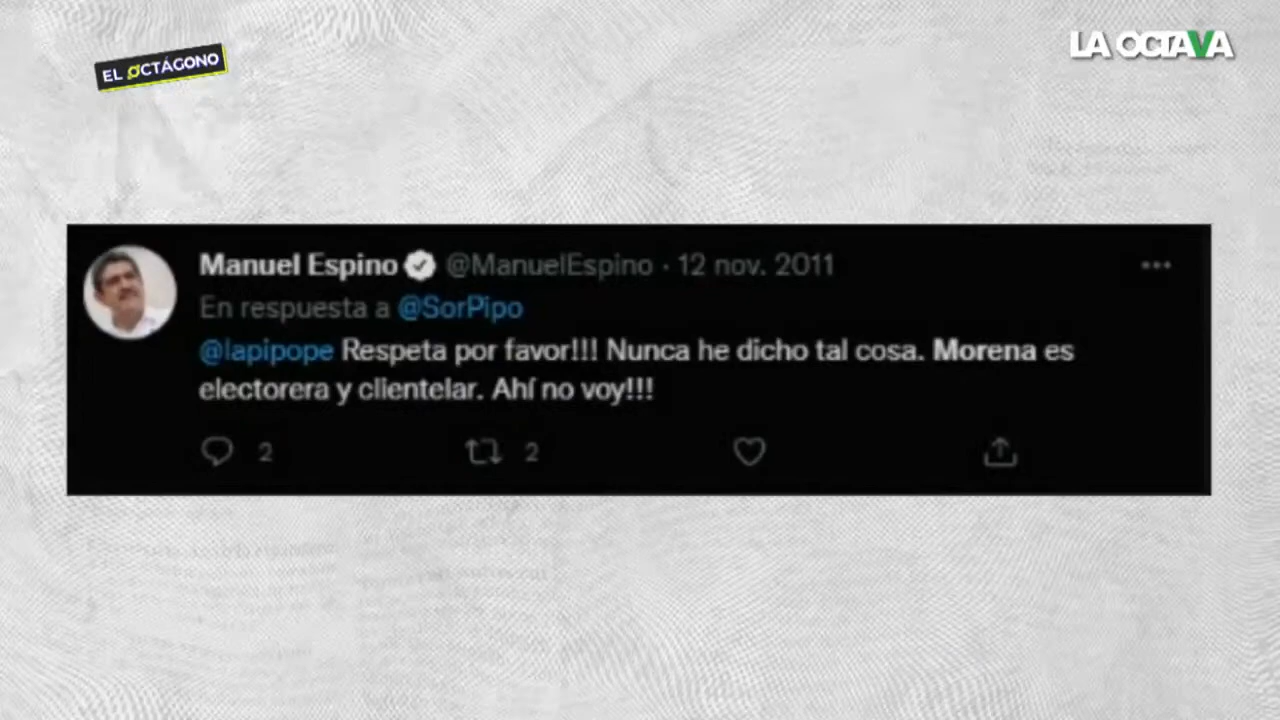 EL OCTÁGONO
LA OCTAVA
Manuel Espino @ManuelEspino · 12 nov. 2011
En respuesta a @SorPipo
@lapipope Respeta por favor!!! Nunca he dicho tal cosa. Morena es
electorera y clientelar. Ahí no voy!!!
2 2